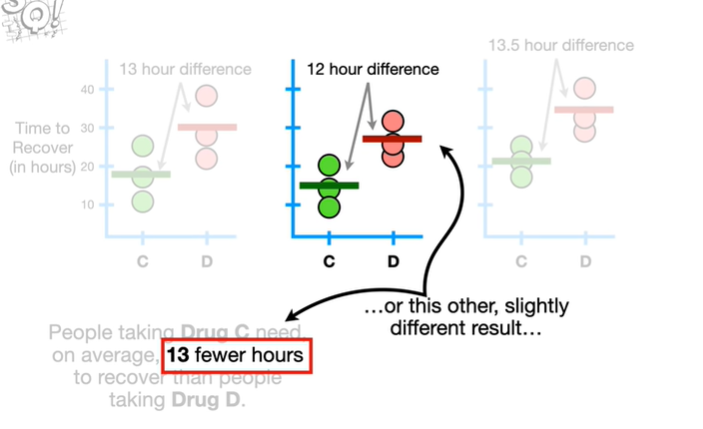 SQ!
13 hour difference
12 hour difference
13.5 hour difference
Time to
Recover
(in hours)
40
30
20
10
C D
C D
C D
...or this other, slightly
different result...
People taking Drug C need,
on average, 13 fewer hours
to recover than people
taking Drug D.